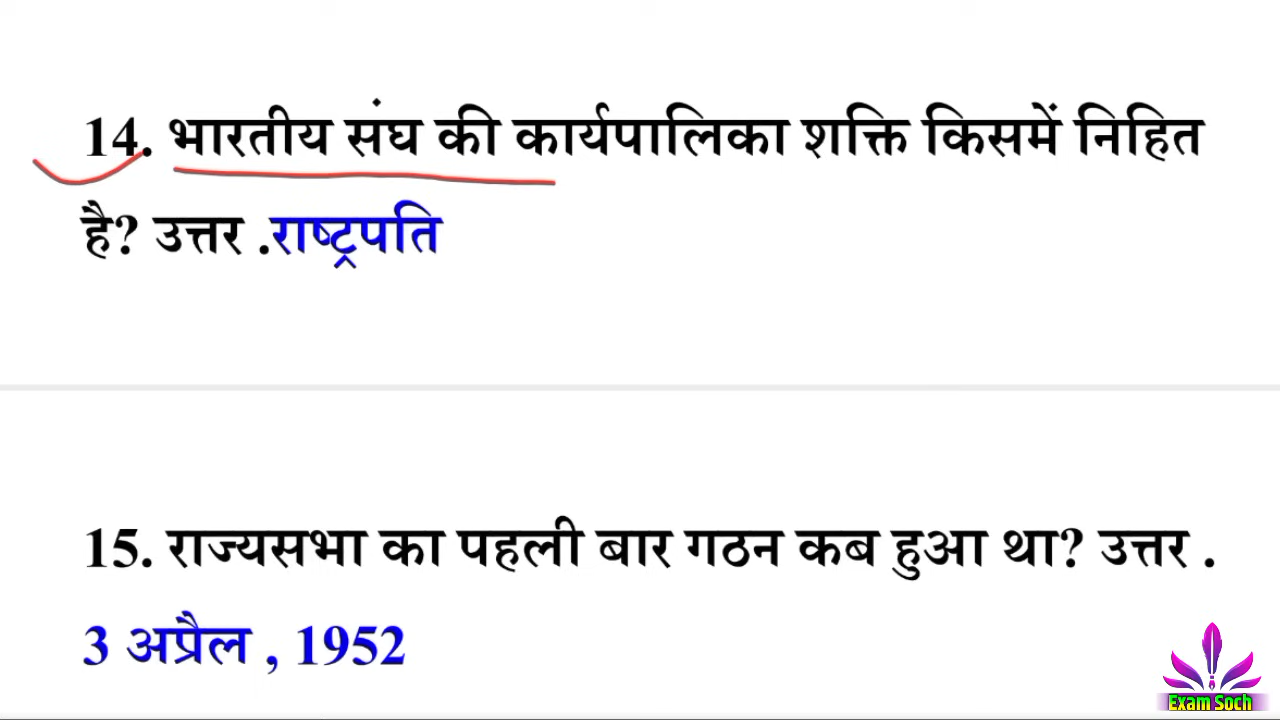 14. भारतीय संघ की कार्यपालिका शक्ति किसमें निहित
है? उत्तर .राष्ट्रपति
15. राज्यसभा का पहली बार गठन कब हुआ था? उत्तर .
3 अप्रैल , 1952
Exam Soch